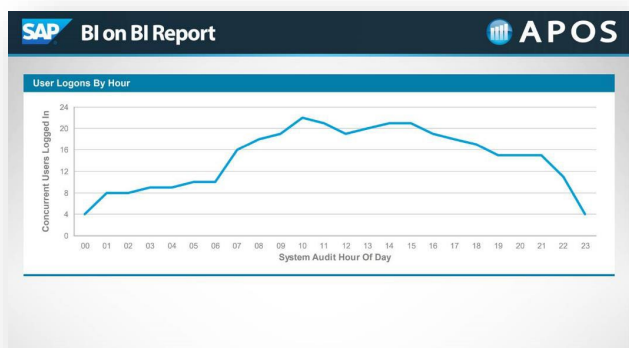 SAP BI on BI Report APOS
User Logons By Hour
Concurrent Users Logged In
24
20
16
12
8
4
0
00 01 02 03 04 05 06 07 08 09 10 11 12 13 14 15 16 17 18 19 20 21 22 23
System Audit Hour Of Day